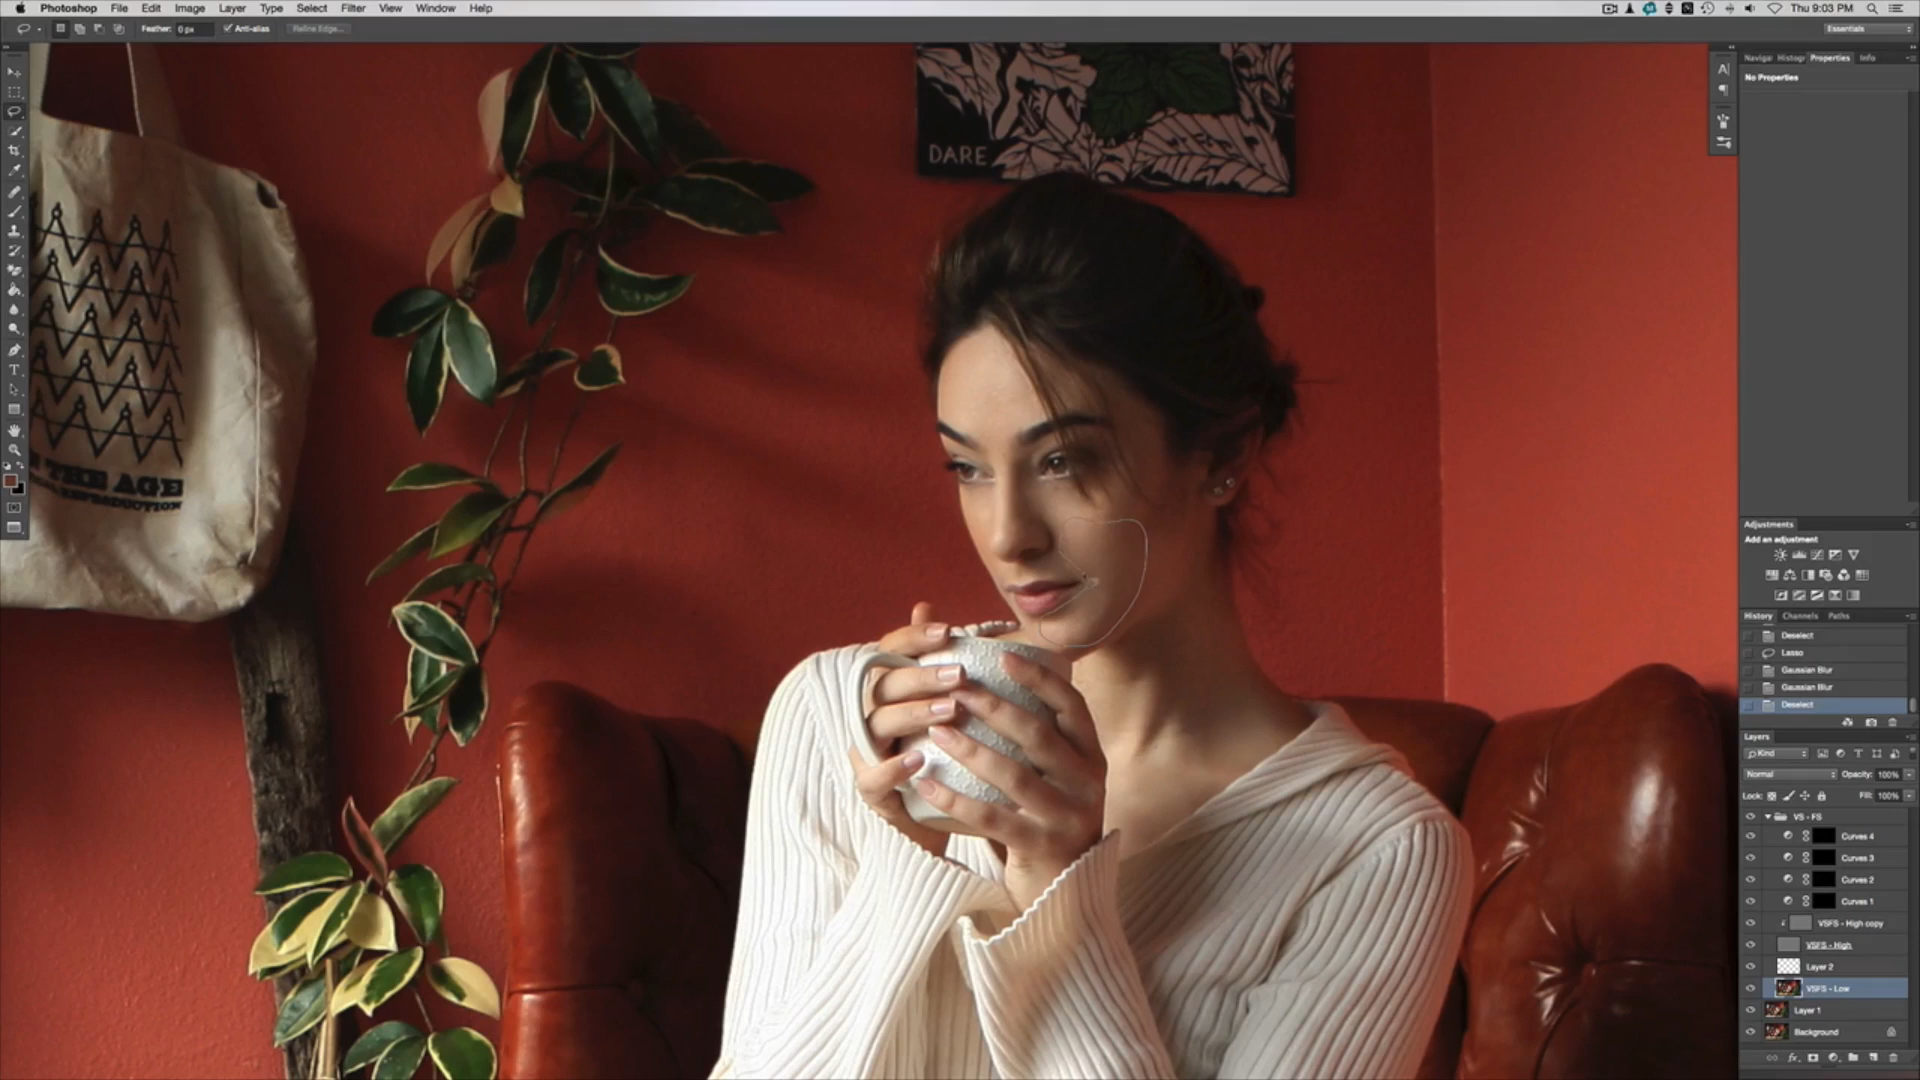 Photoshop File Edit Image Layer Type Select Filter View Window Help
Thu 9:03 PM
Feather: 0 px Anti-alias Refine Edge...
Essentials
Properties Info
No Properties
DARE
THE AGE
Adjustments
Add an adjustment
History Channels Paths
Deselect
Lasso
Gaussian Blur
Gaussian Blur
Deselect
Layers
Kind
Normal Opacity: 100%
Lock: Fill: 100%
VS - FS
Curves 4
Curves 3
Curves 2
Curves 1
VSFS - High copy
VSFS - High
Layer 2
VSFS - Low
Layer 1
Background